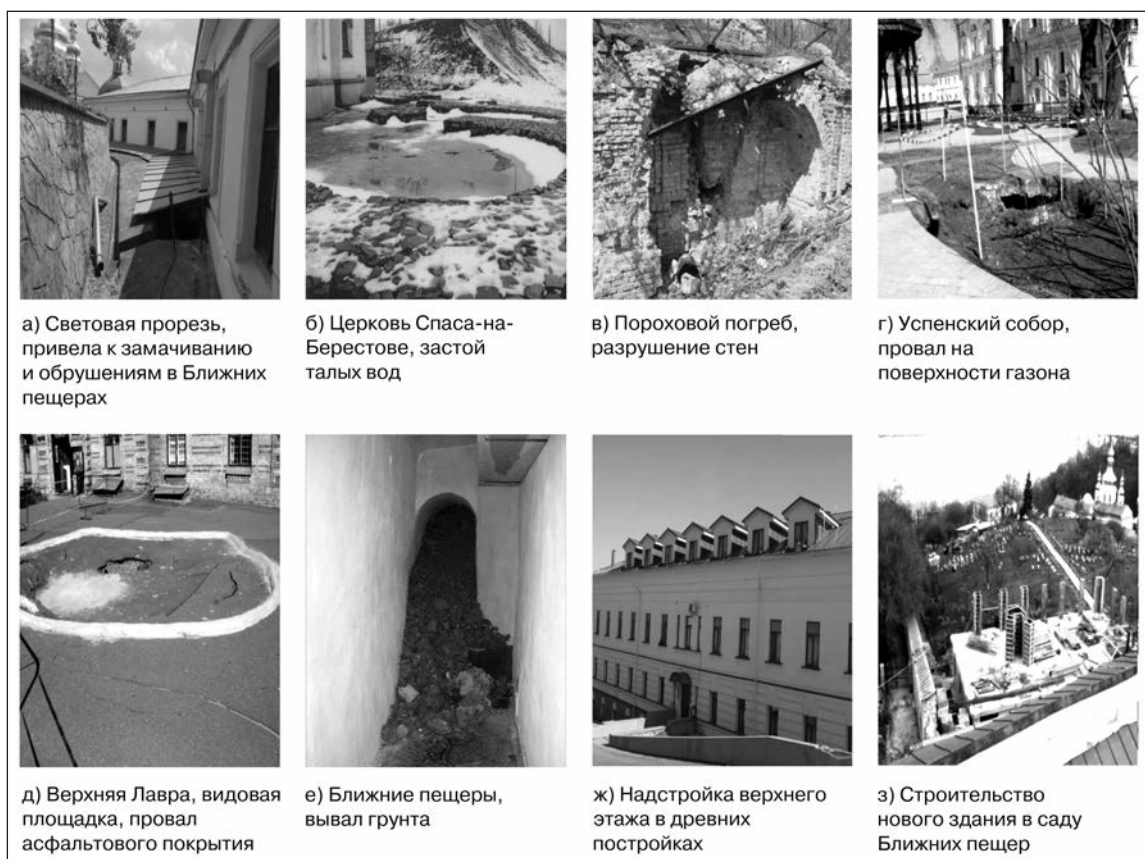 а) Световая прорезь,
привела к замачиванию
и обрушениям в Ближних
пещерах
б) Церковь Спаса-на-
Берестове, застой
талых вод
в) Пороховой погреб,
разрушение стен
г) Успенский собор,
провал на
поверхности газона
д) Верхняя Лавра, видовая
площадка, провал
асфальтового покрытия
е) Ближние пещеры,
вывал грунта
ж) Надстройка верхнего
этажа в древних
постройках
з) Строительство
нового здания в саду
Ближних пещер